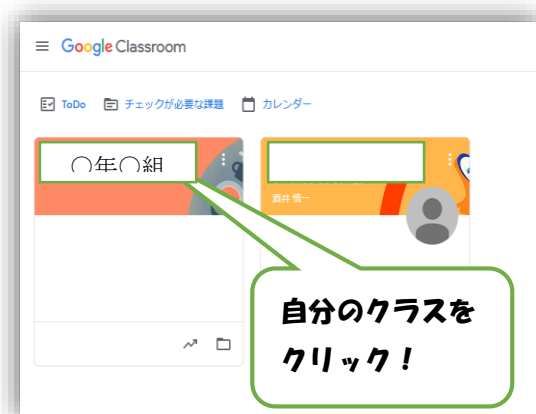 Google Classroom
ToDo チェックが必要な課題 カレンダー
〇年〇組
酒井 慎一
自分のクラスを
クリック！